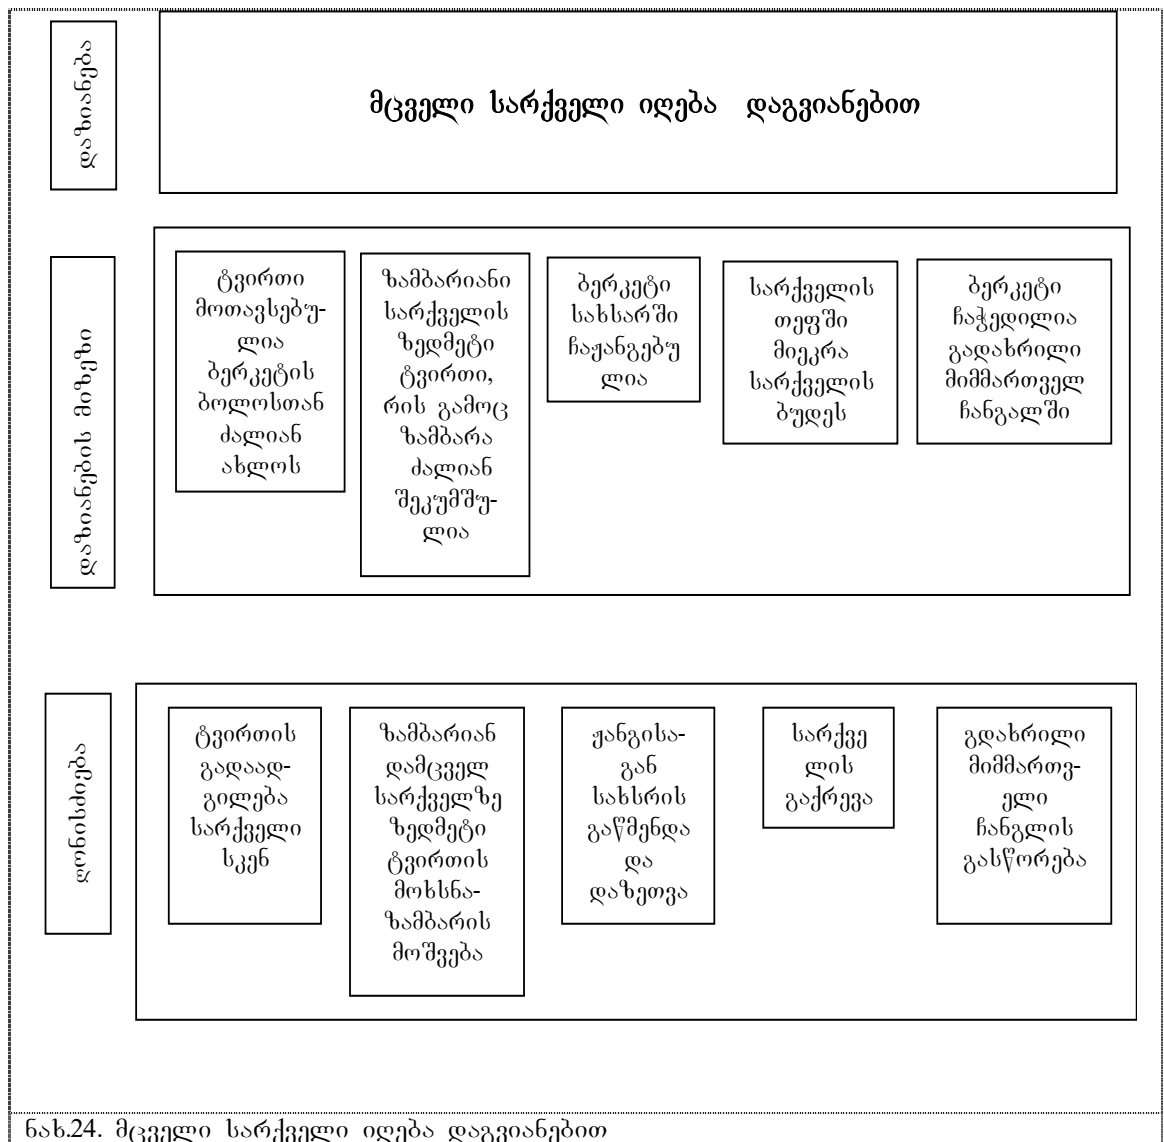 დაზიანება
მცველი სარქველი იღება დაგვიანებით
დაზიანების მიზეზი
ტვირთი
მოთავსებუ-
ლია
ბერკეტის
ბოლოსთან
ძალიან
ახლოს
ზამბარიანი
სარქველის
ზედმეტი
ტვირთი,
რის გამოც
ზამბარა
ძალიან
შეკუმშუ-
ლია
ბერკეტი
სახსარში
ჩაჟანგებუ
ლია
სარქველის
თეფში
მიეკრა
სარქველის
ბუდეს
ბერკეტი
ჩაჭედილია
გადახრილი
მიმმართველ
ჩანგალში
ღონისძიება
ტვირთის
გადაად-
გილება
სარქველი
სკენ
ზამბარიან
დამცველ
სარქველზე
ზედმეტი
ტვირთის
მოხსნა-
ზამბარის
მოშვება
ჟანგისა-
გან
სახსრის
გაწმენდა
და
დაზეთვა
სარქვე
ლის
გაქრევა
გდახრილი
მიმმართვ-
ელი
ჩანგლის
გასწორება
ნახ.24. მცველი სარქველი იღება დაგვიანებით